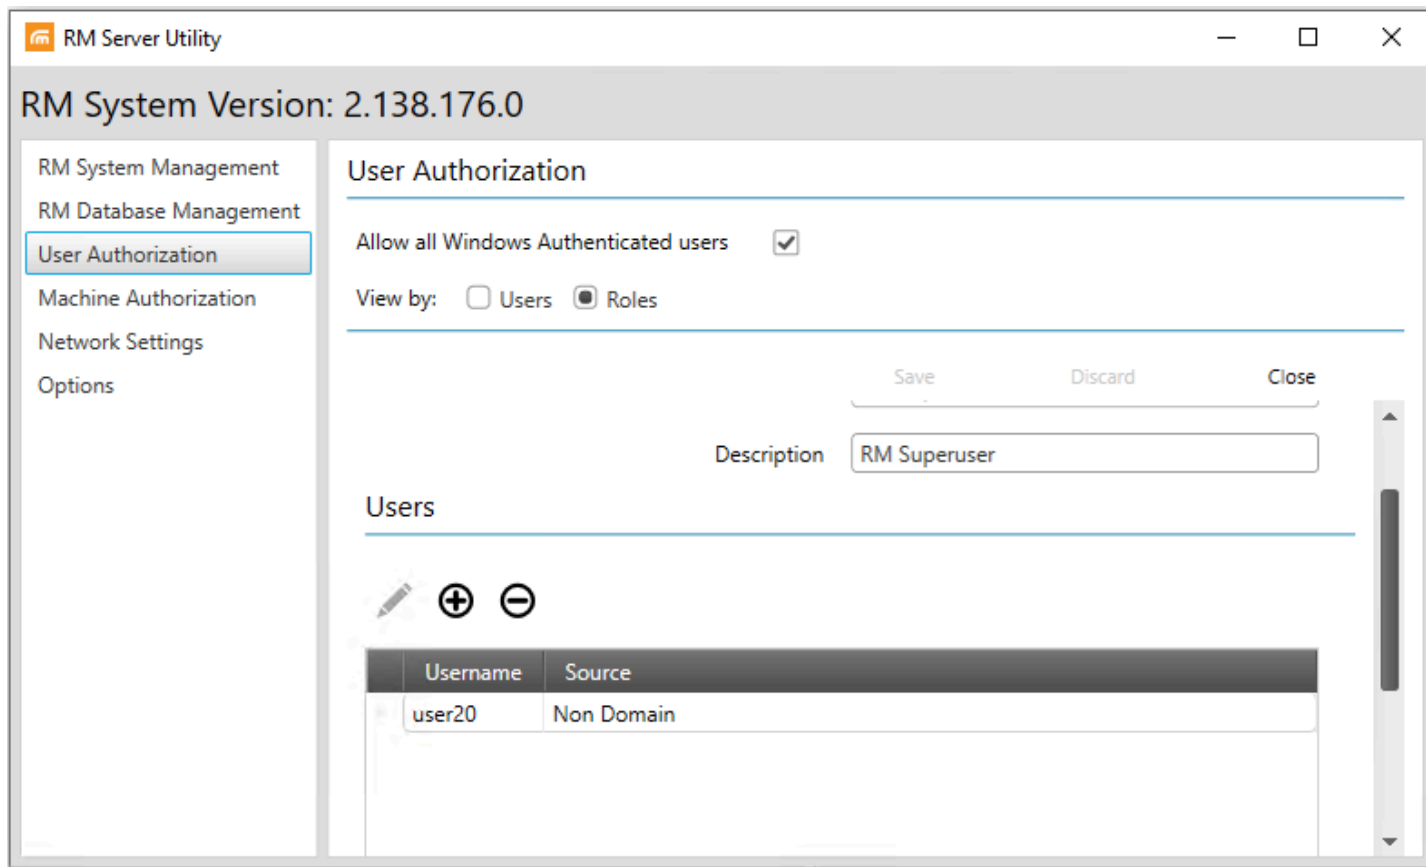 RM Server Utility
RM System Version: 2.138.176.0
RM System Management
RM Database Management
User Authorization
Machine Authorization
Network Settings
Options
User Authorization
Allow all Windows Authenticated users
View by: Users Roles
Save Discard Close
Description RM Superuser
Users
Username Source
user20 Non Domain